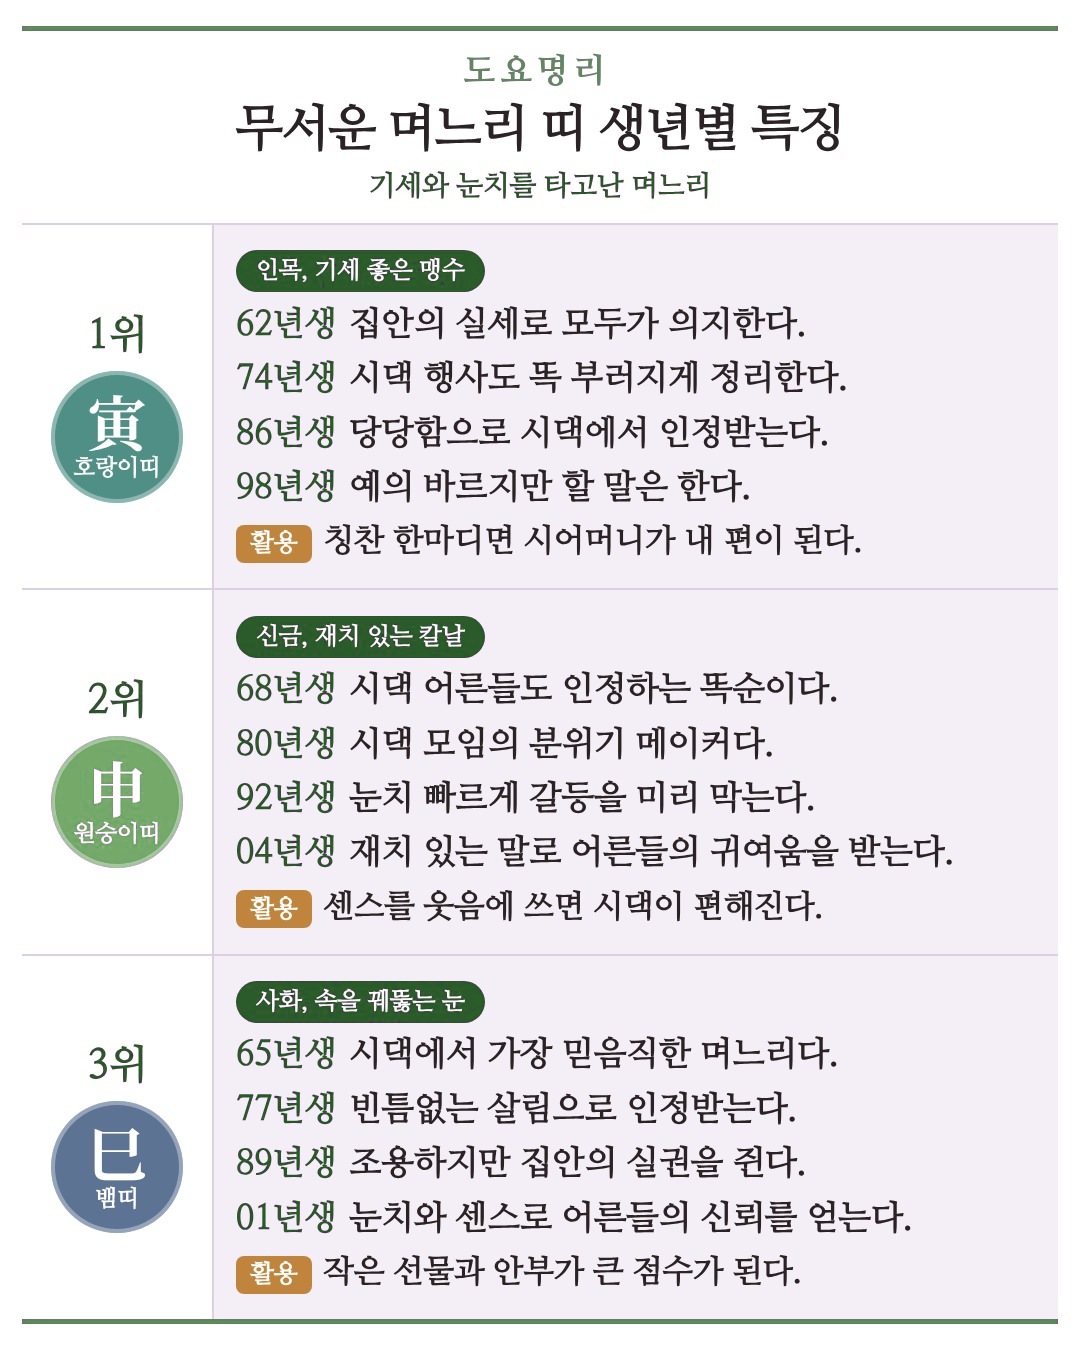 도요명리
무서운 며느리 띠 생년별 특징
기세와 눈치를 타고난 며느리
1위
寅
호랑이띠
인목, 기세 좋은 맹수
62년생 집안의 실세로 모두가 의지한다.
74년생 시댁 행사도 똑 부러지게 정리한다.
86년생 당당함으로 시댁에서 인정받는다.
98년생 예의 바르지만 할 말은 한다.
활용 칭찬 한마디면 시어머니가 내 편이 된다.
2위
申
원숭이띠
신금, 재치 있는 칼날
68년생 시댁 어른들도 인정하는 똑순이다.
80년생 시댁 모임의 분위기 메이커다.
92년생 눈치 빠르게 갈등을 미리 막는다.
04년생 재치 있는 말로 어른들의 귀여움을 받는다.
활용 센스를 웃음에 쓰면 시댁이 편해진다.
3위
巳
뱀띠
사화, 속을 꿰뚫는 눈
65년생 시댁에서 가장 믿음직한 며느리다.
77년생 빈틈없는 살림으로 인정받는다.
89년생 조용하지만 집안의 실권을 쥔다.
01년생 눈치와 센스로 어른들의 신뢰를 얻는다.
활용 작은 선물과 안부가 큰 점수가 된다.